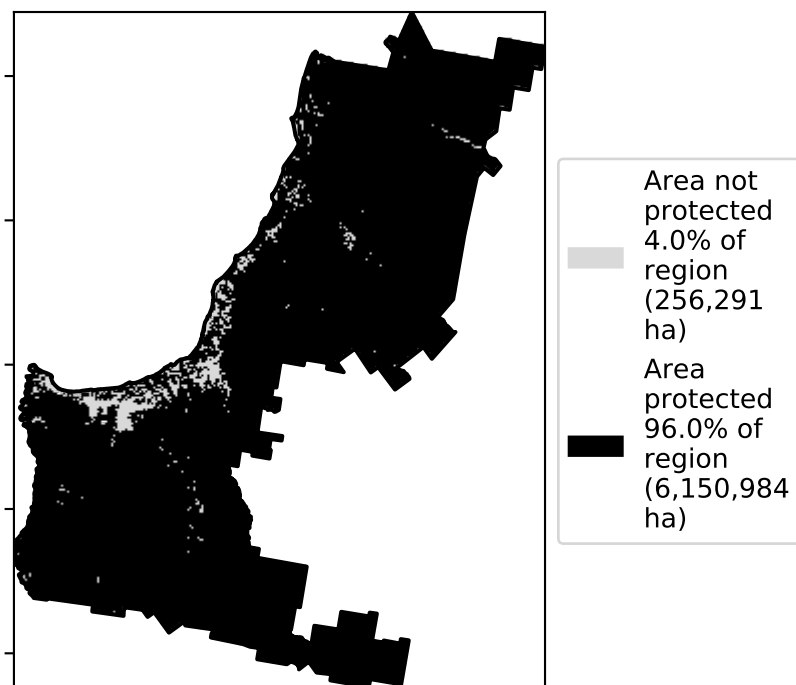 Area not
protected
4.0% of
region
(256,291
ha)
Area
protected
96.0% of
region
(6,150,984
ha)